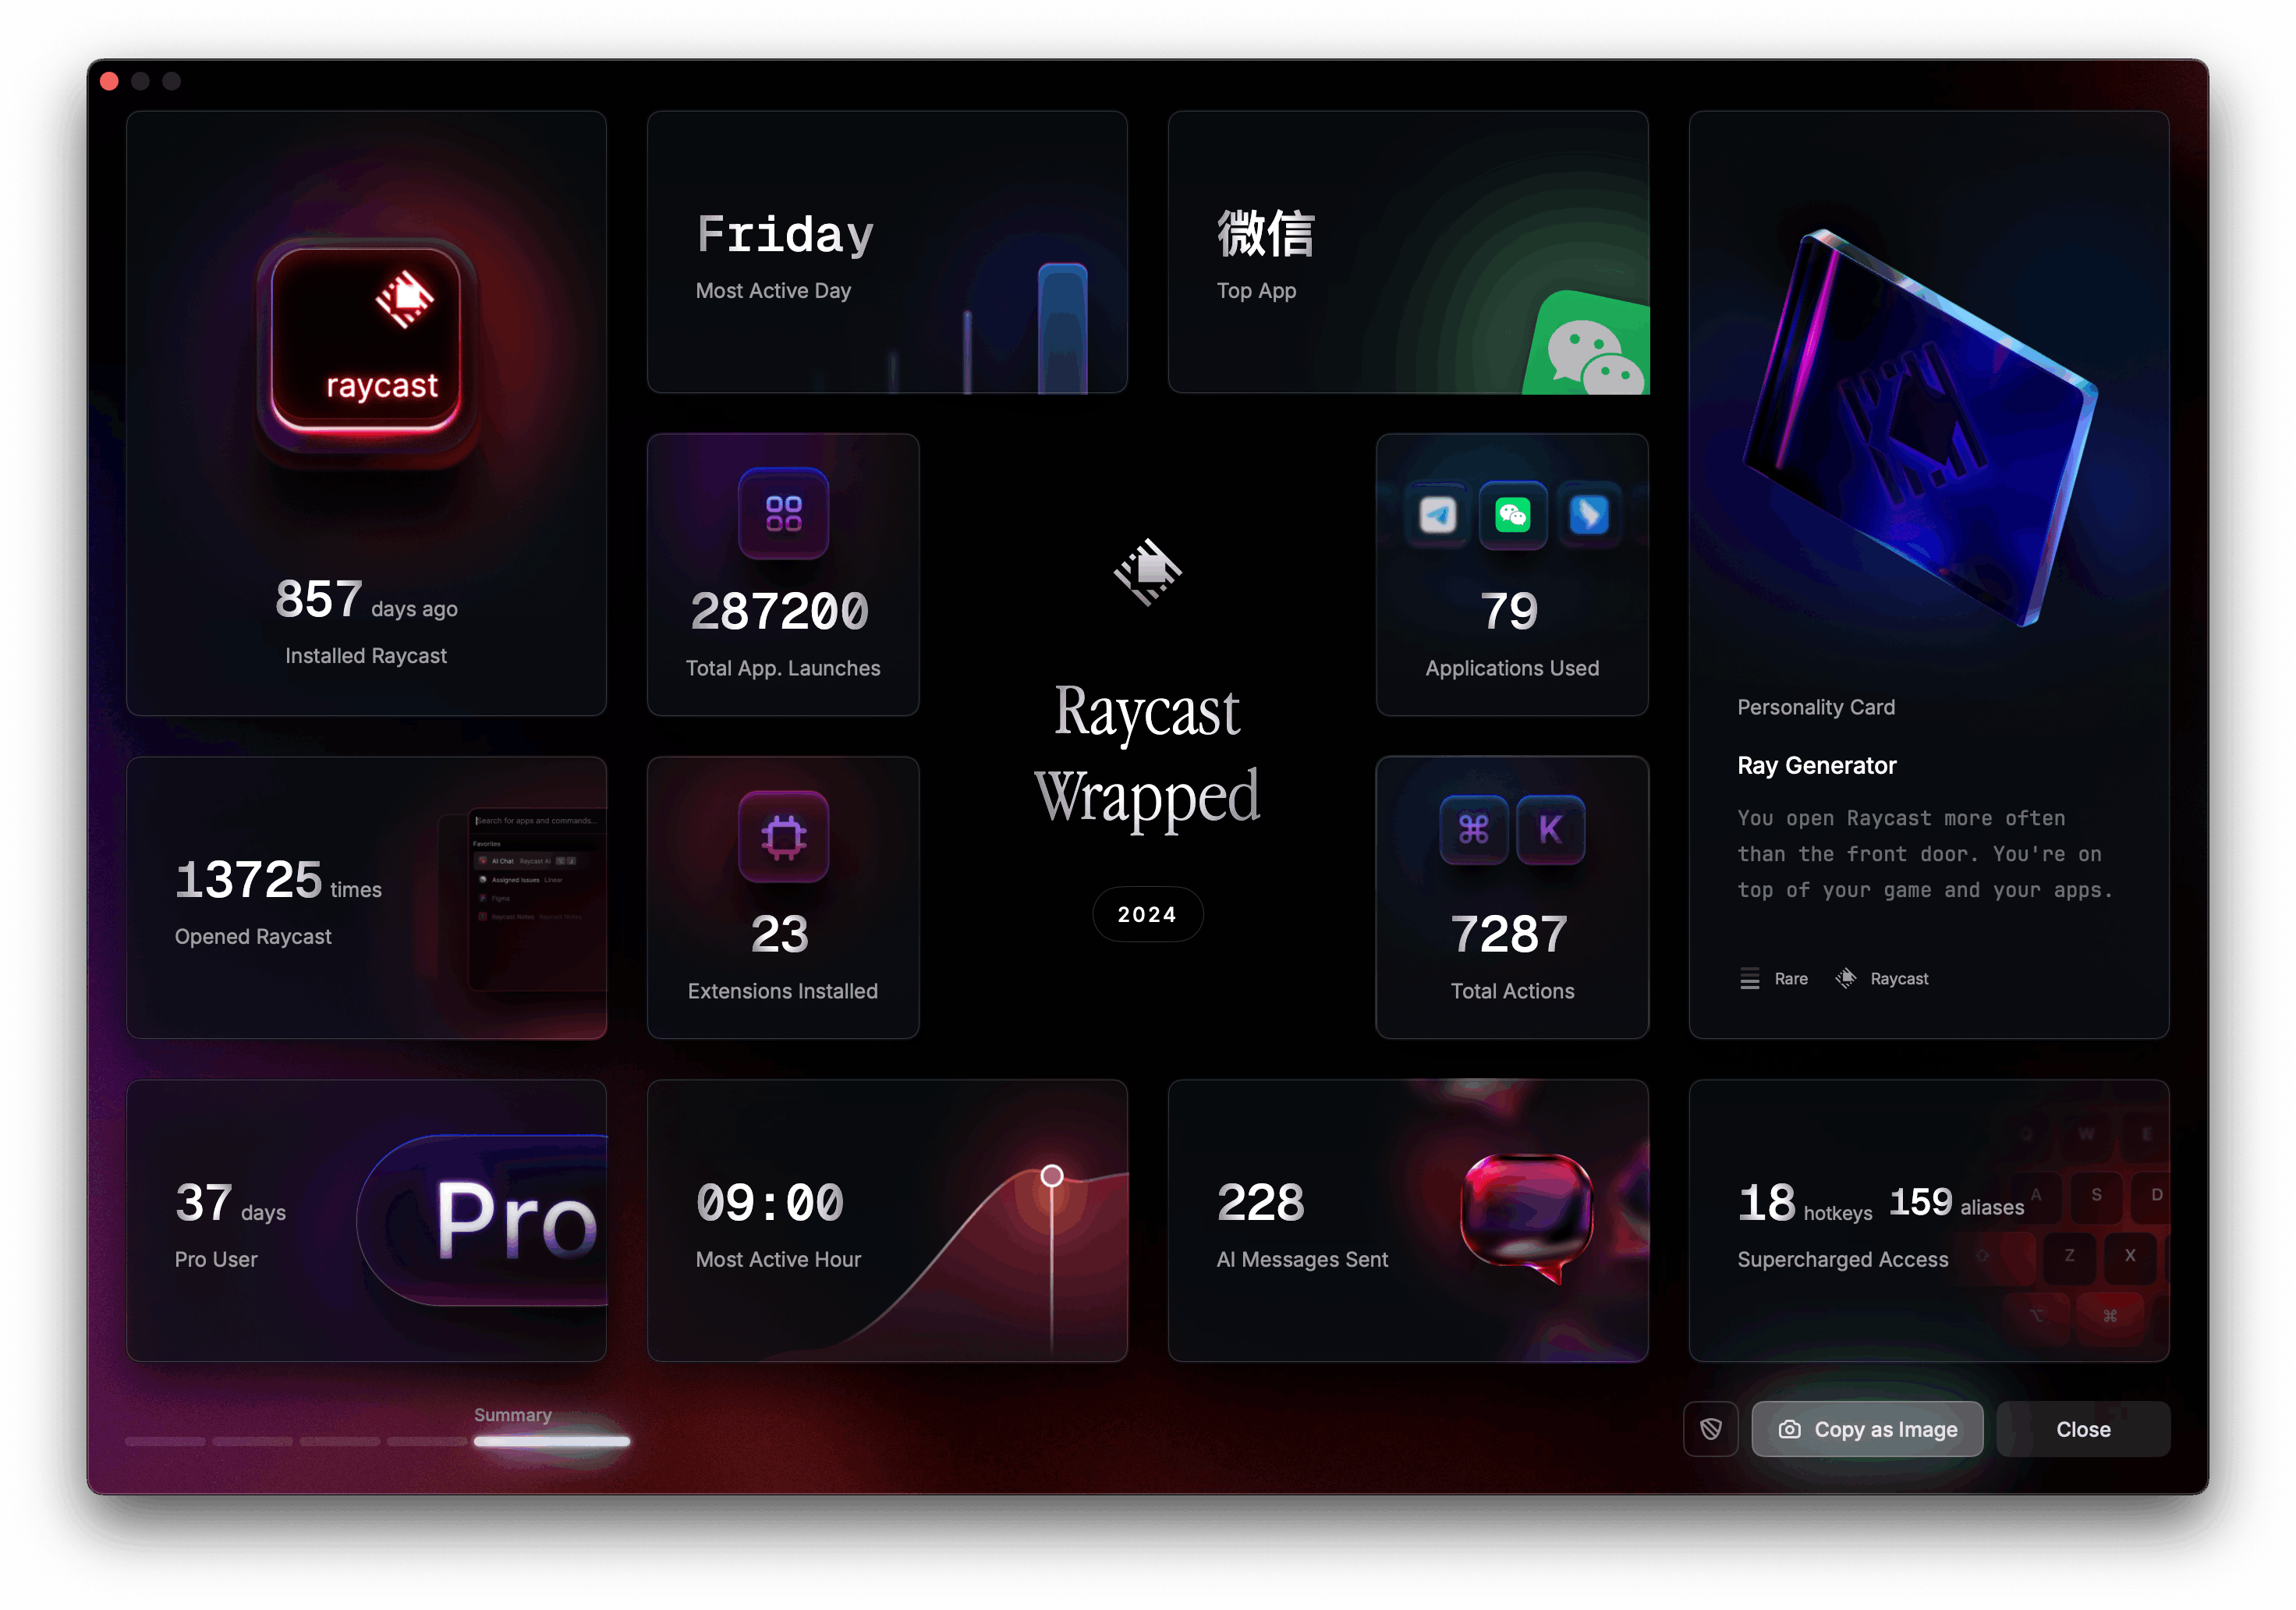 raycast
857 days ago
Installed Raycast
Friday
Most Active Day
微信
Top App
287200
Total App. Launches
79
Applications Used
Raycast
Wrapped
2024
13725 times
Opened Raycast
Search for apps and commands...
Favorites
AI Chat Raycast AI
Assigned Issues Linear
Figma
Raycast Notes Raycast Notes
23
Extensions Installed
⌘ K
7287
Total Actions
Personality Card
Ray Generator
You open Raycast more often
than the front door. You're on
top of your game and your apps.
Rare Raycast
37 days
Pro User
Pro
09:00
Most Active Hour
228
AI Messages Sent
18 hotkeys 159 aliases
Supercharged Access
Q W E
A S D
Z X
⌥ ⌘
Summary
Copy as Image
Close